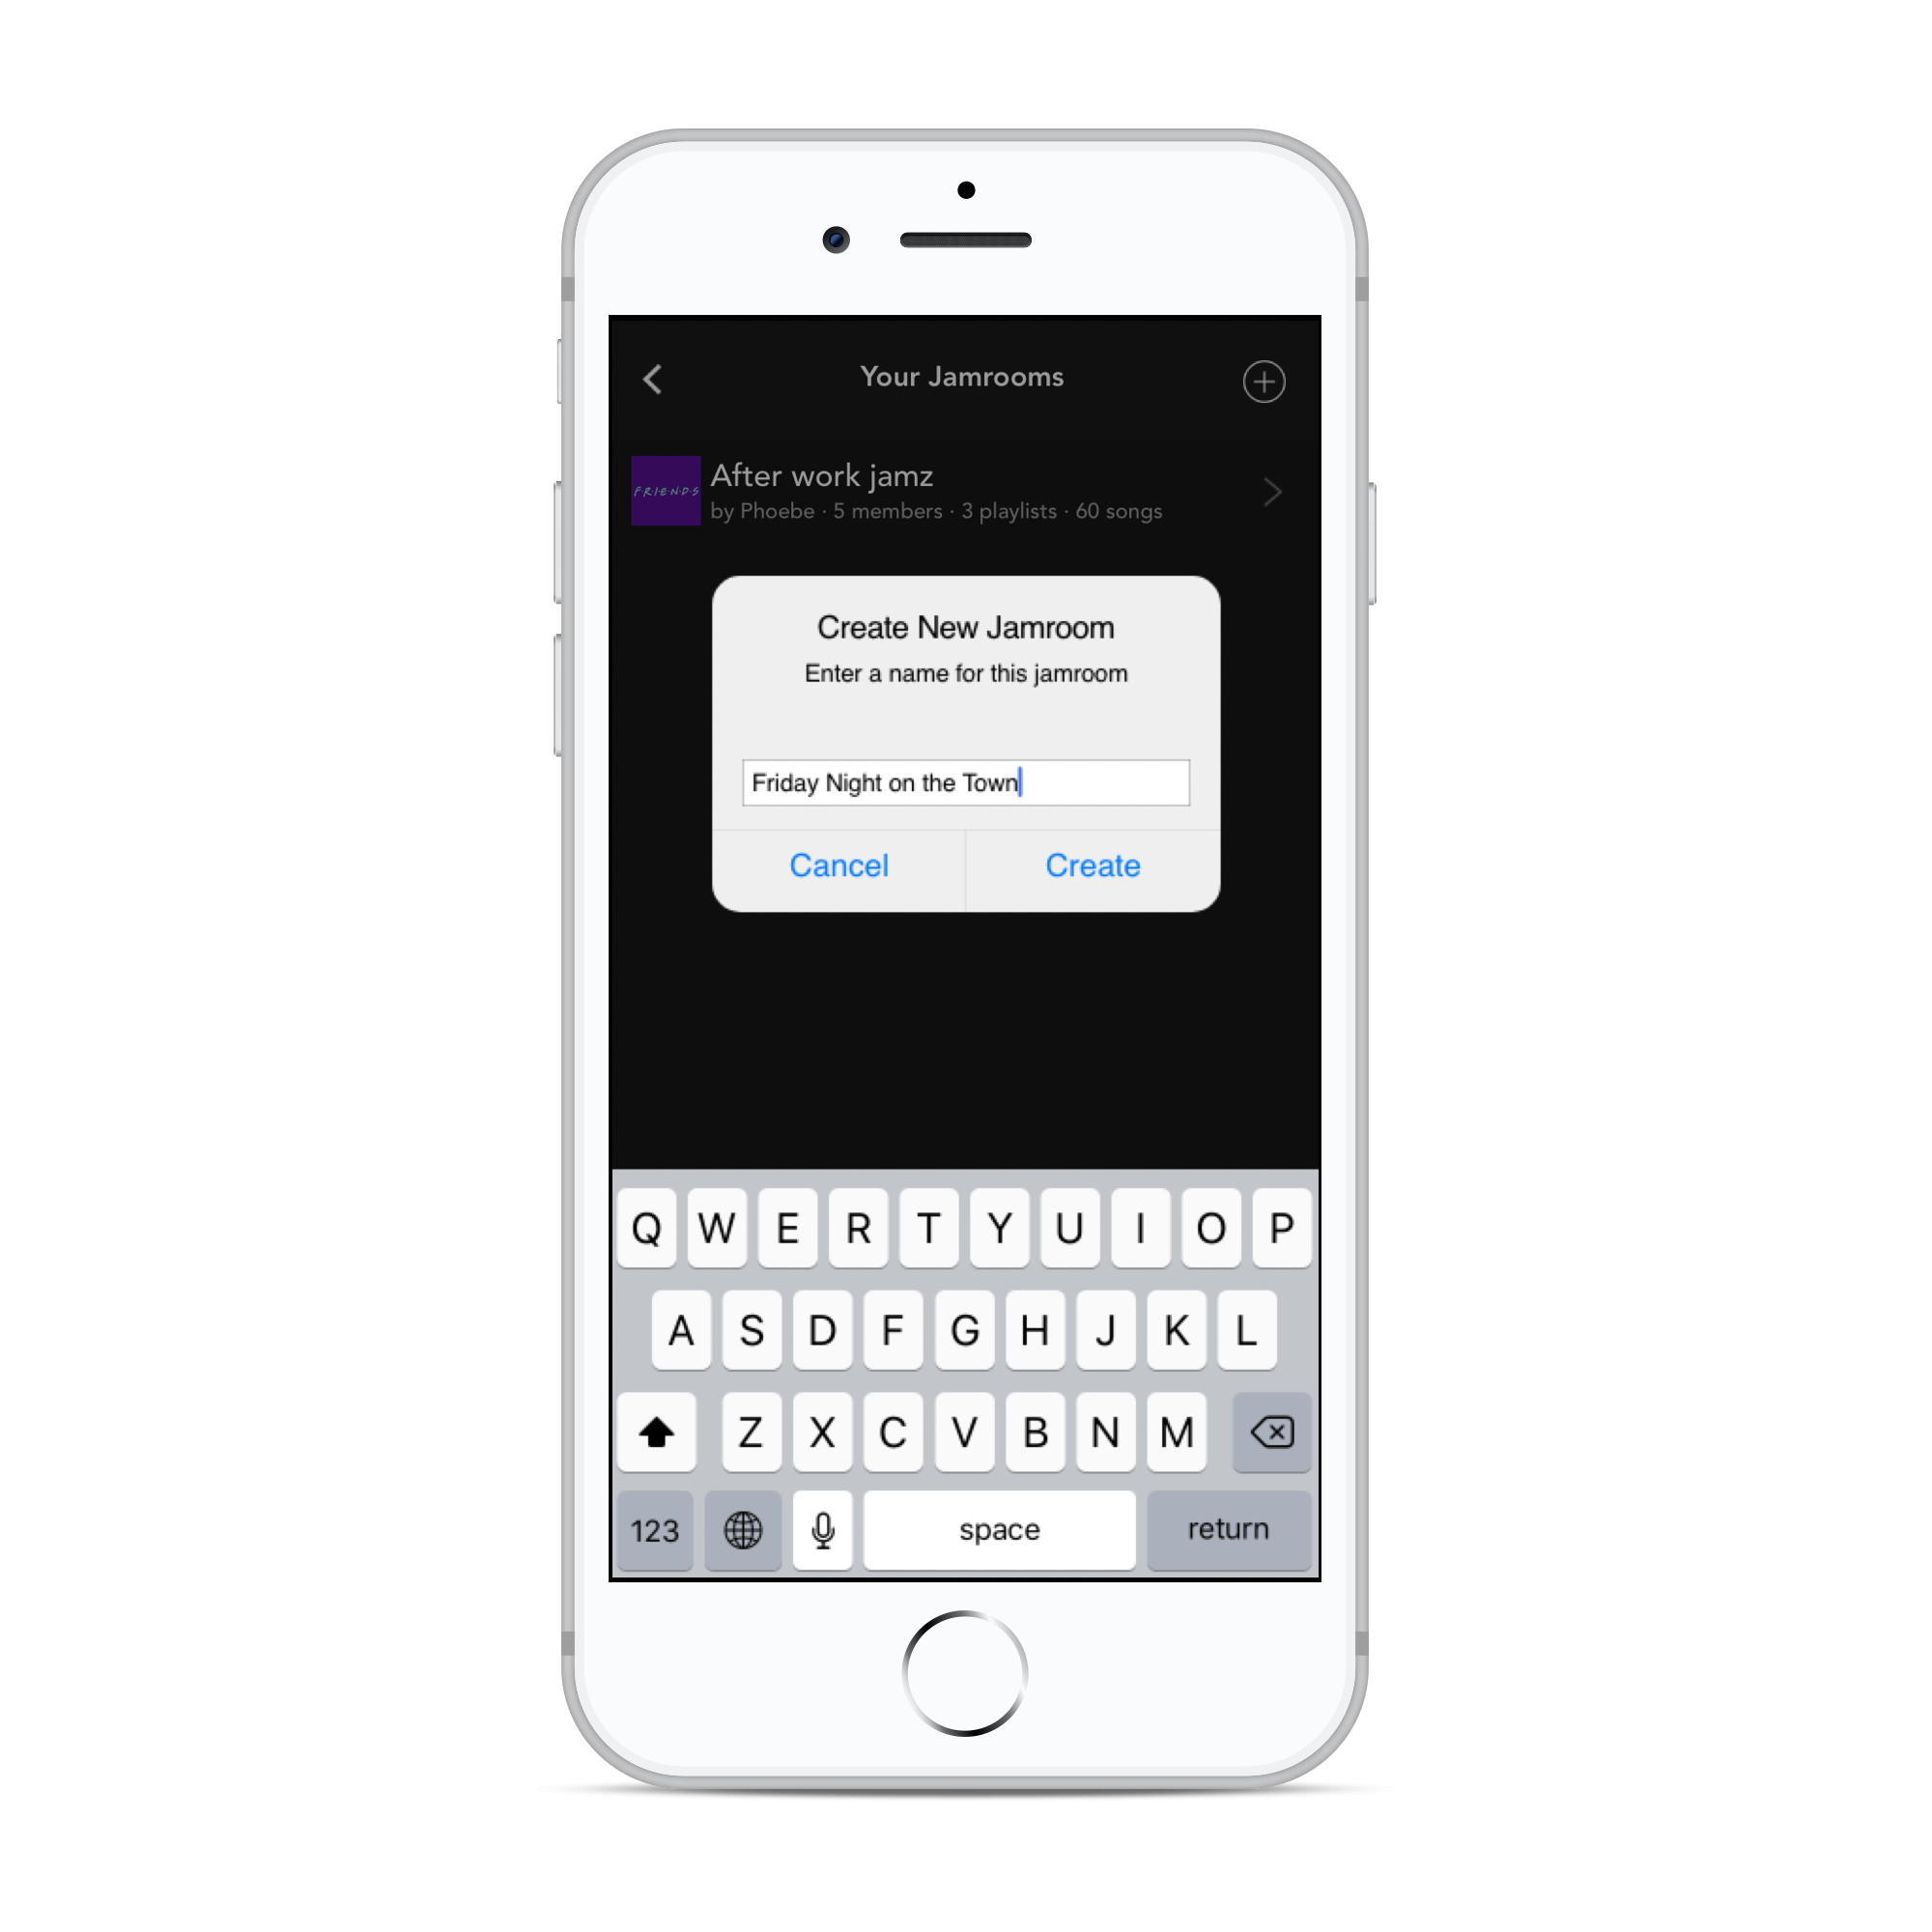 Your Jamrooms
F·R·I·E·N·D·S
After work jamz
by Phoebe · 5 members · 3 playlists · 60 songs
Create New Jamroom
Enter a name for this jamroom
Friday Night on the Town
Cancel Create
Q W E R T Y U I O P
A S D F G H J K L
Z X C V B N M
123 space return